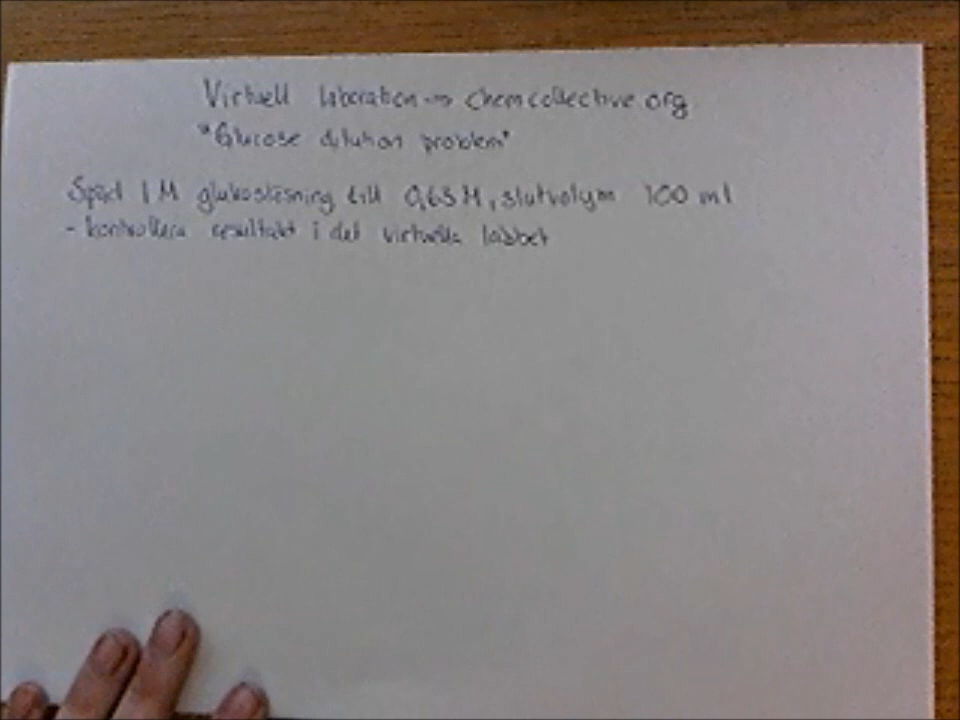 Virtuell laboration → chemcollective.org
"Glucose dilution problem"
Späd 1 M glukoslösning till 0,63 M, slutvolym 100 ml
- kontrollera resultatet i det virtuella labbet